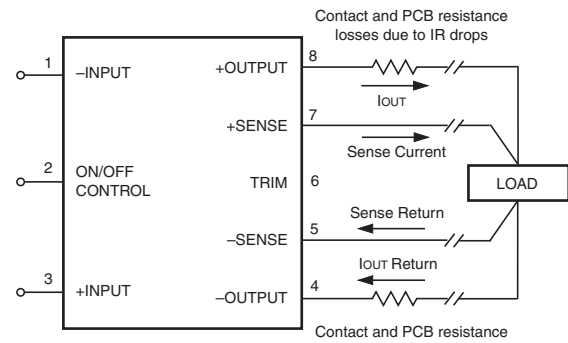 Contact and PCB resistance
losses due to IR drops
1
–INPUT
+OUTPUT
8
IOUT
+SENSE
7
Sense Current
2
ON/OFF
CONTROL
TRIM
6
LOAD
Sense Return
–SENSE
5
IOUT Return
3
+INPUT
–OUTPUT
4
Contact and PCB resistance